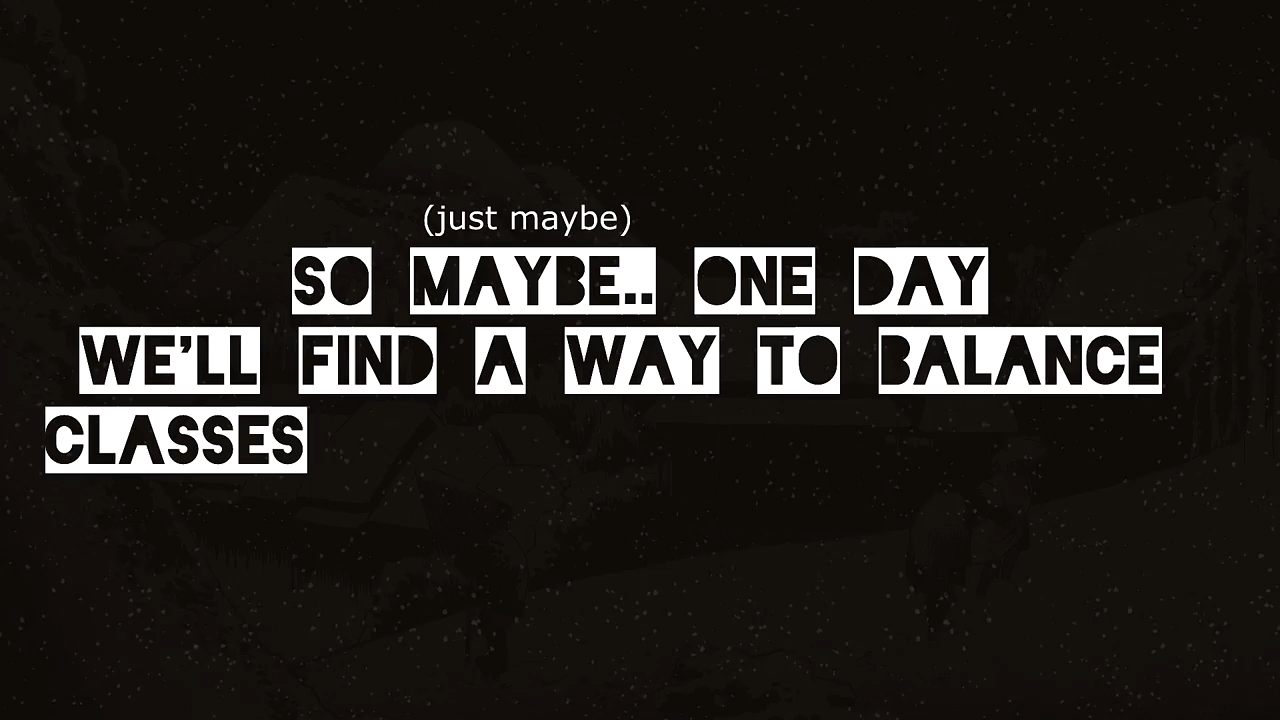 (just maybe)
SO MAYBE.. ONE DAY
WE'LL FIND A WAY TO BALANCE
CLASSES